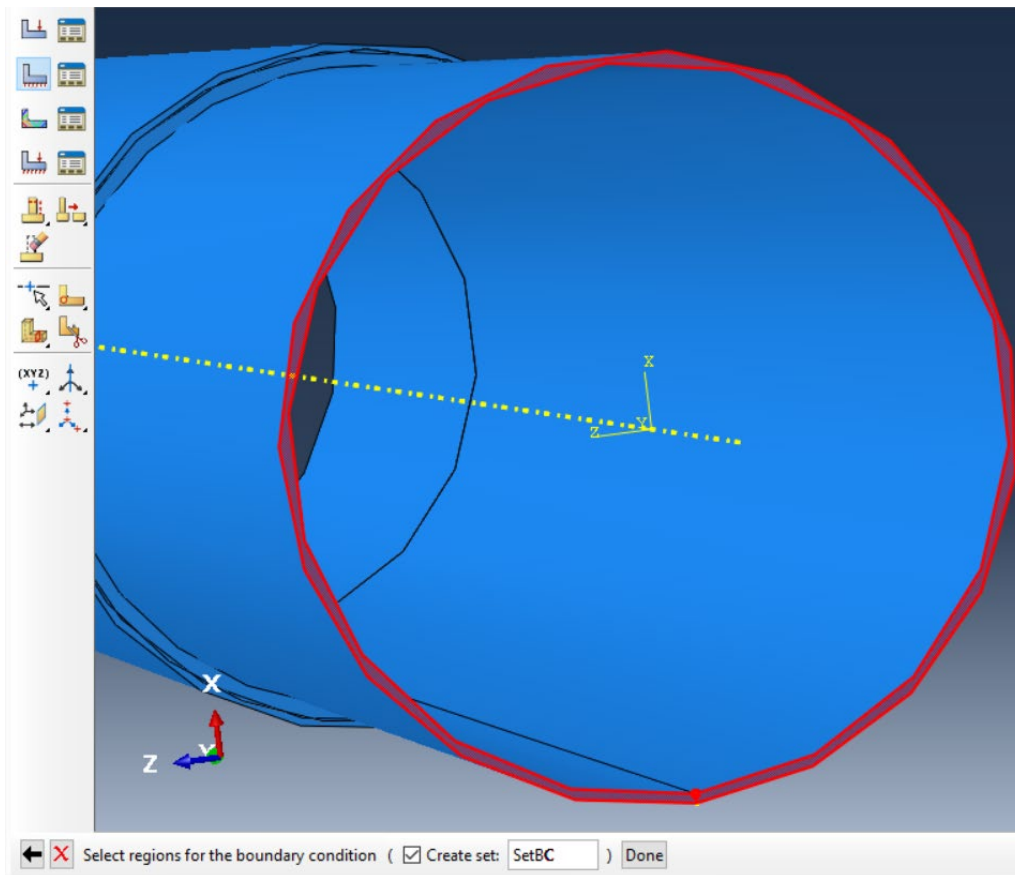 (XYZ)
X
Y
Z
X
Y
Z
Select regions for the boundary condition ( Create set: SetBC ) Done